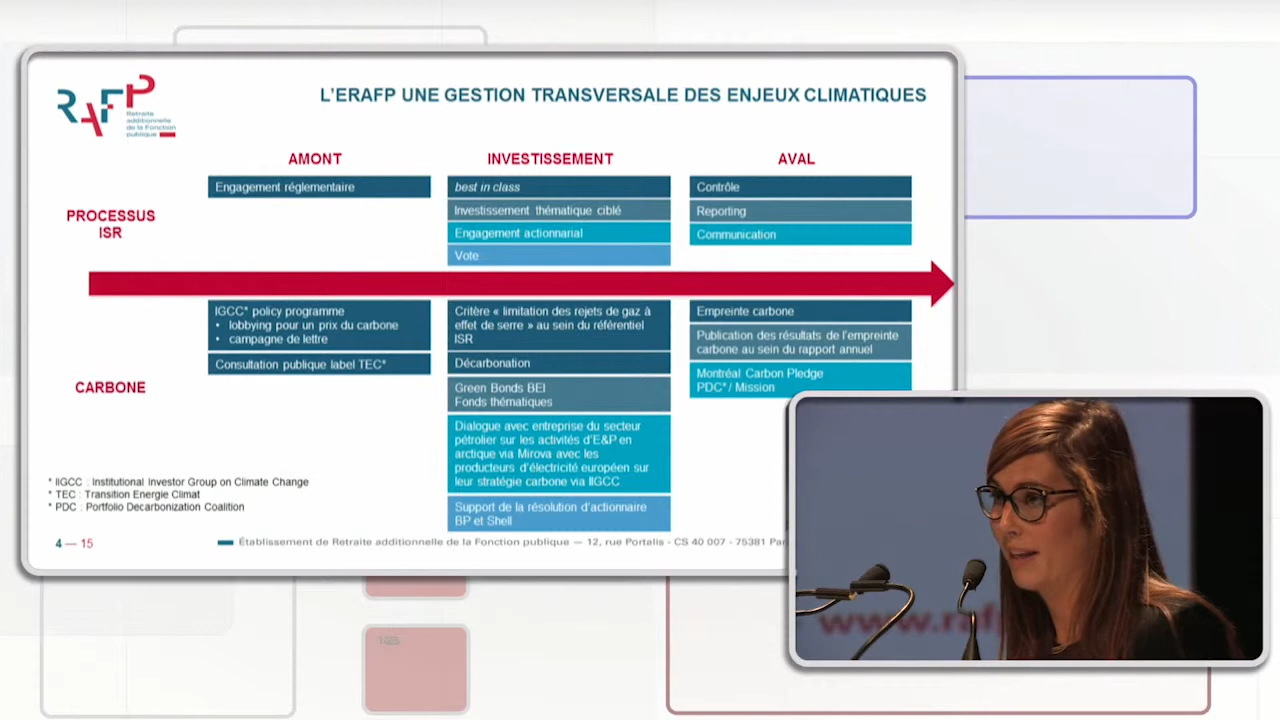 RAFP
Retraite
additionnelle
de la Fonction
publique
L'ERAFP UNE GESTION TRANSVERSALE DES ENJEUX CLIMATIQUES
AMONT
INVESTISSEMENT
AVAL
PROCESSUS
ISR
Engagement réglementaire
best in class
Investissement thématique ciblé
Engagement actionnarial
Vote
Contrôle
Reporting
Communication
CARBONE
IGCC* policy programme
• lobbying pour un prix du carbone
• campagne de lettre
Consultation publique label TEC*
Critère « limitation des rejets de gaz à
effet de serre » au sein du référentiel
ISR
Décarbonation
Green Bonds BEI
Fonds thématiques
Dialogue avec entreprise du secteur
pétrolier sur les activités d'E&P en
arctique via Mirova avec les
producteurs d'électricité européen sur
leur stratégie carbone via IIGCC
Support de la résolution d'actionnaire
BP et Shell
Empreinte carbone
Publication des résultats de l'empreinte
carbone au sein du rapport annuel
Montréal Carbon Pledge
PDC* / Mission
* IIGCC : Institutional Investor Group on Climate Change
* TEC : Transition Energie Climat
* PDC : Portfolio Decarbonization Coalition
4 — 15
Établissement de Retraite additionnelle de la Fonction publique — 12, rue Portalis - CS 40 007 - 75381 Par
www.raf